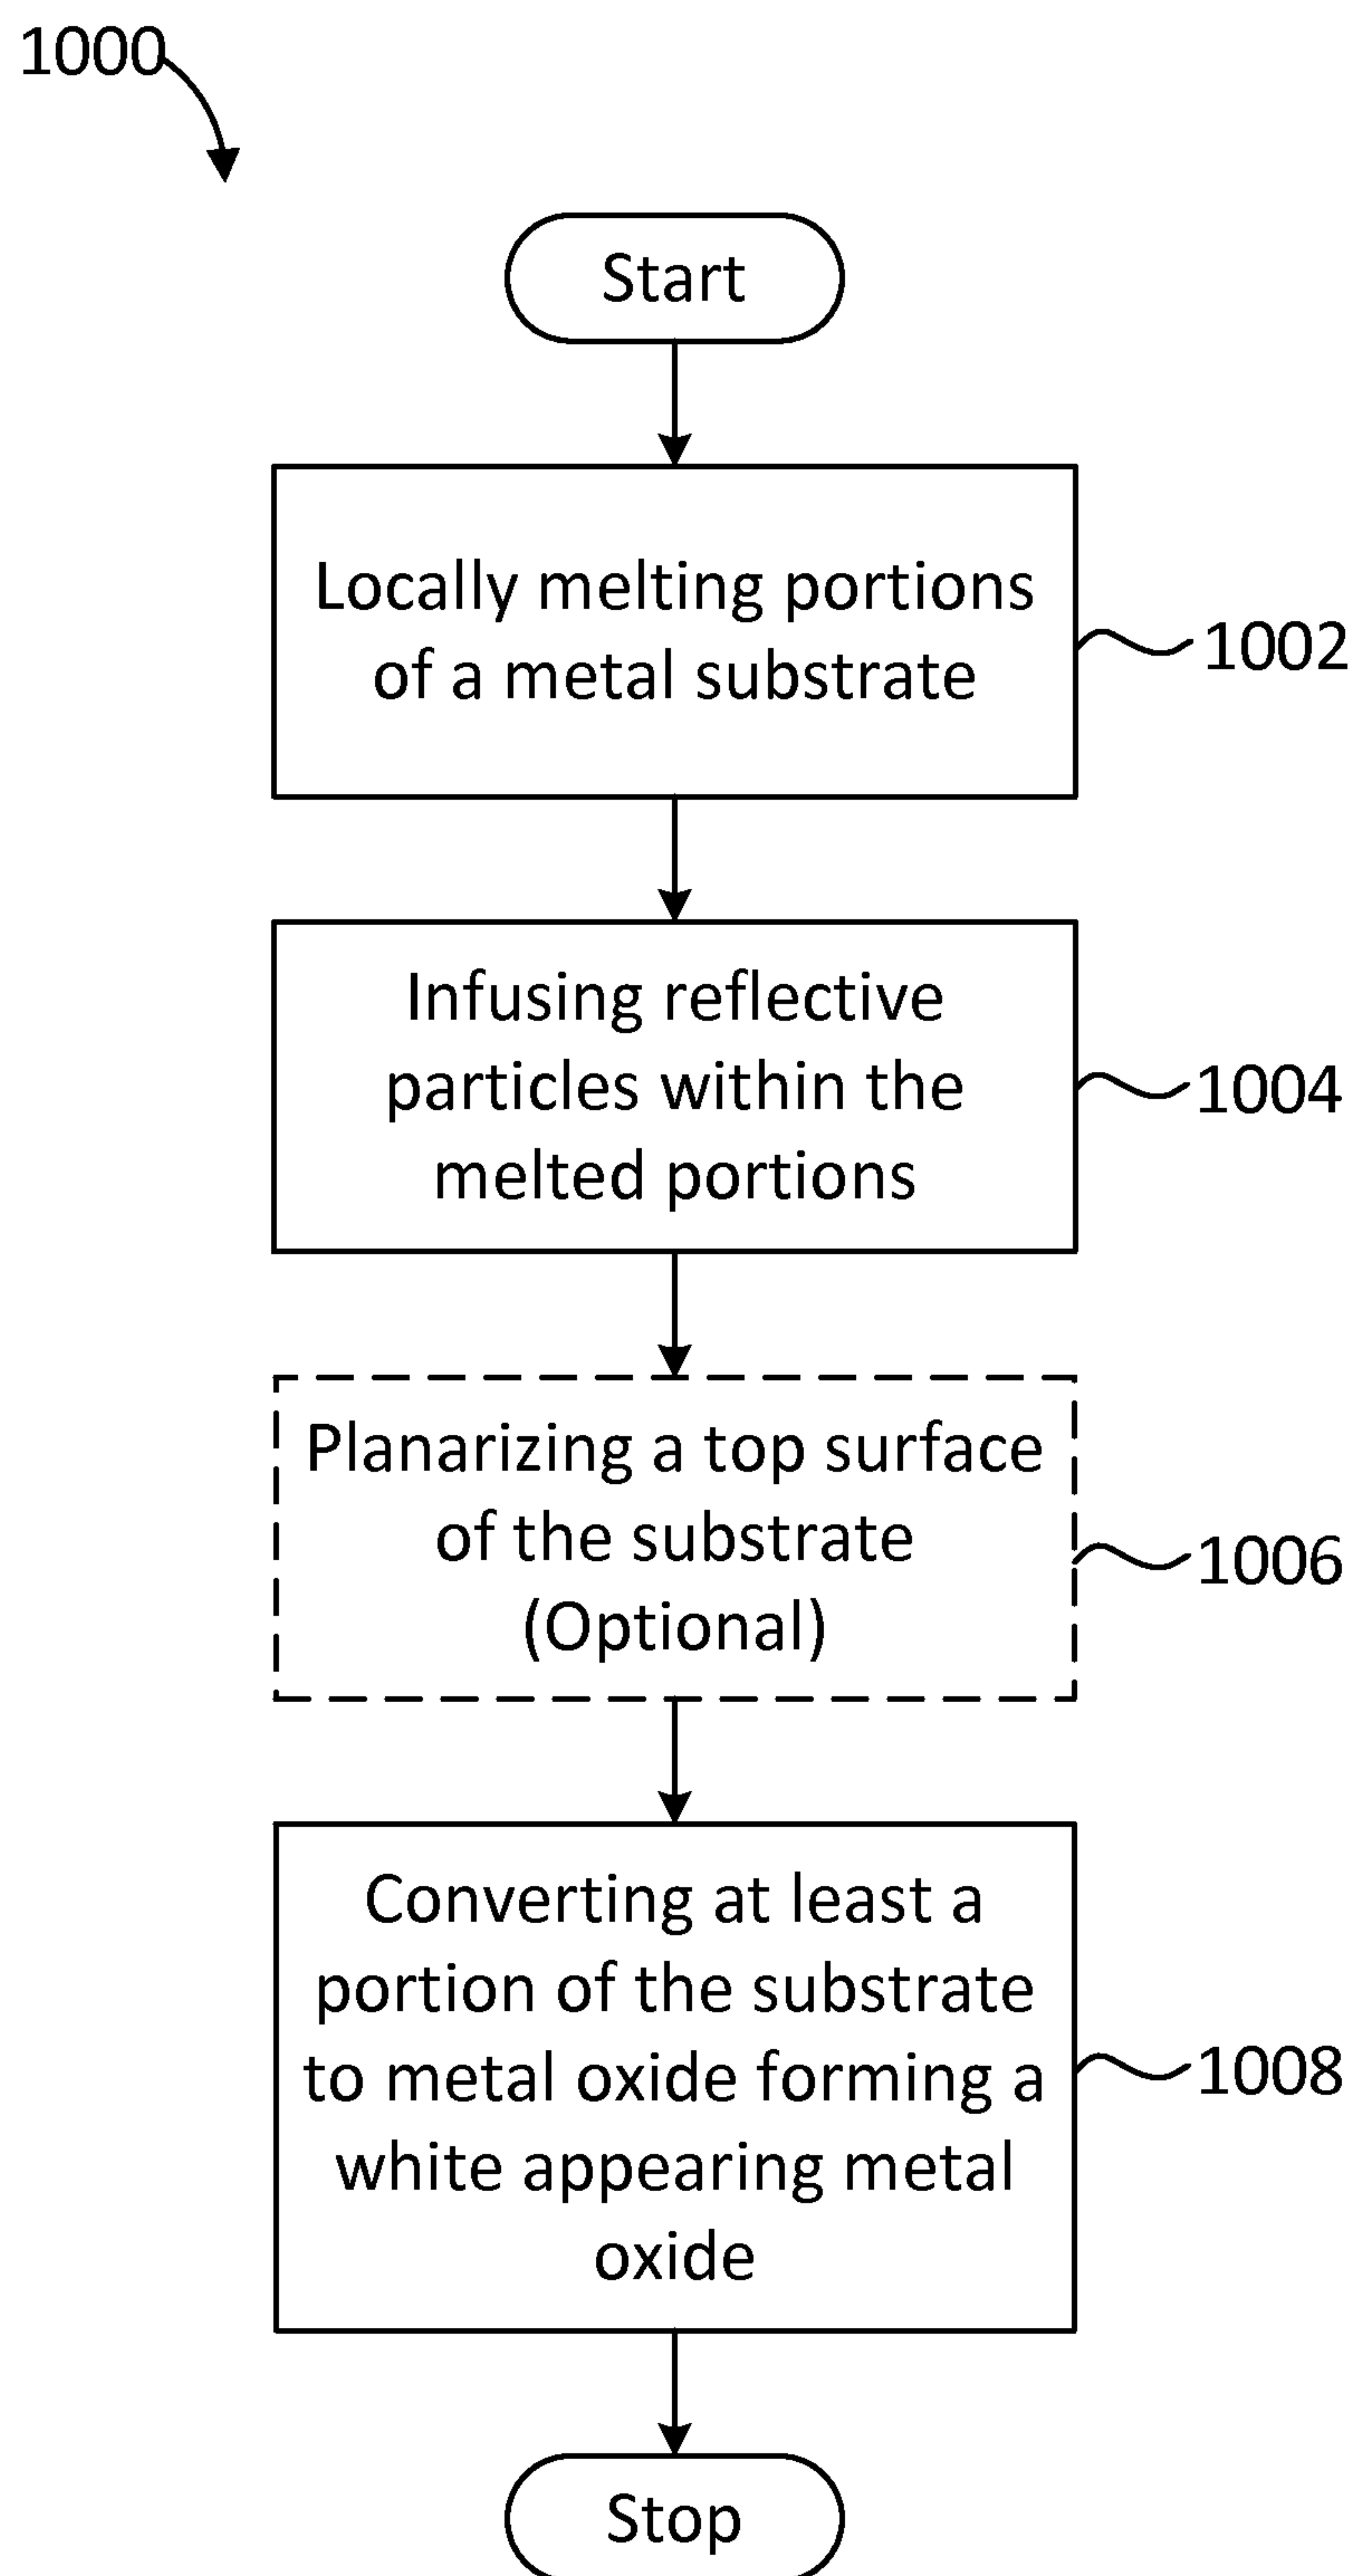 1000
Start
Locally melting portions
of a metal substrate
1002
Infusing reflective
particles within the
melted portions
1004
Planarizing a top surface
of the substrate
(Optional)
1006
Converting at least a
portion of the substrate
to metal oxide forming a
white appearing metal
oxide
1008
Stop